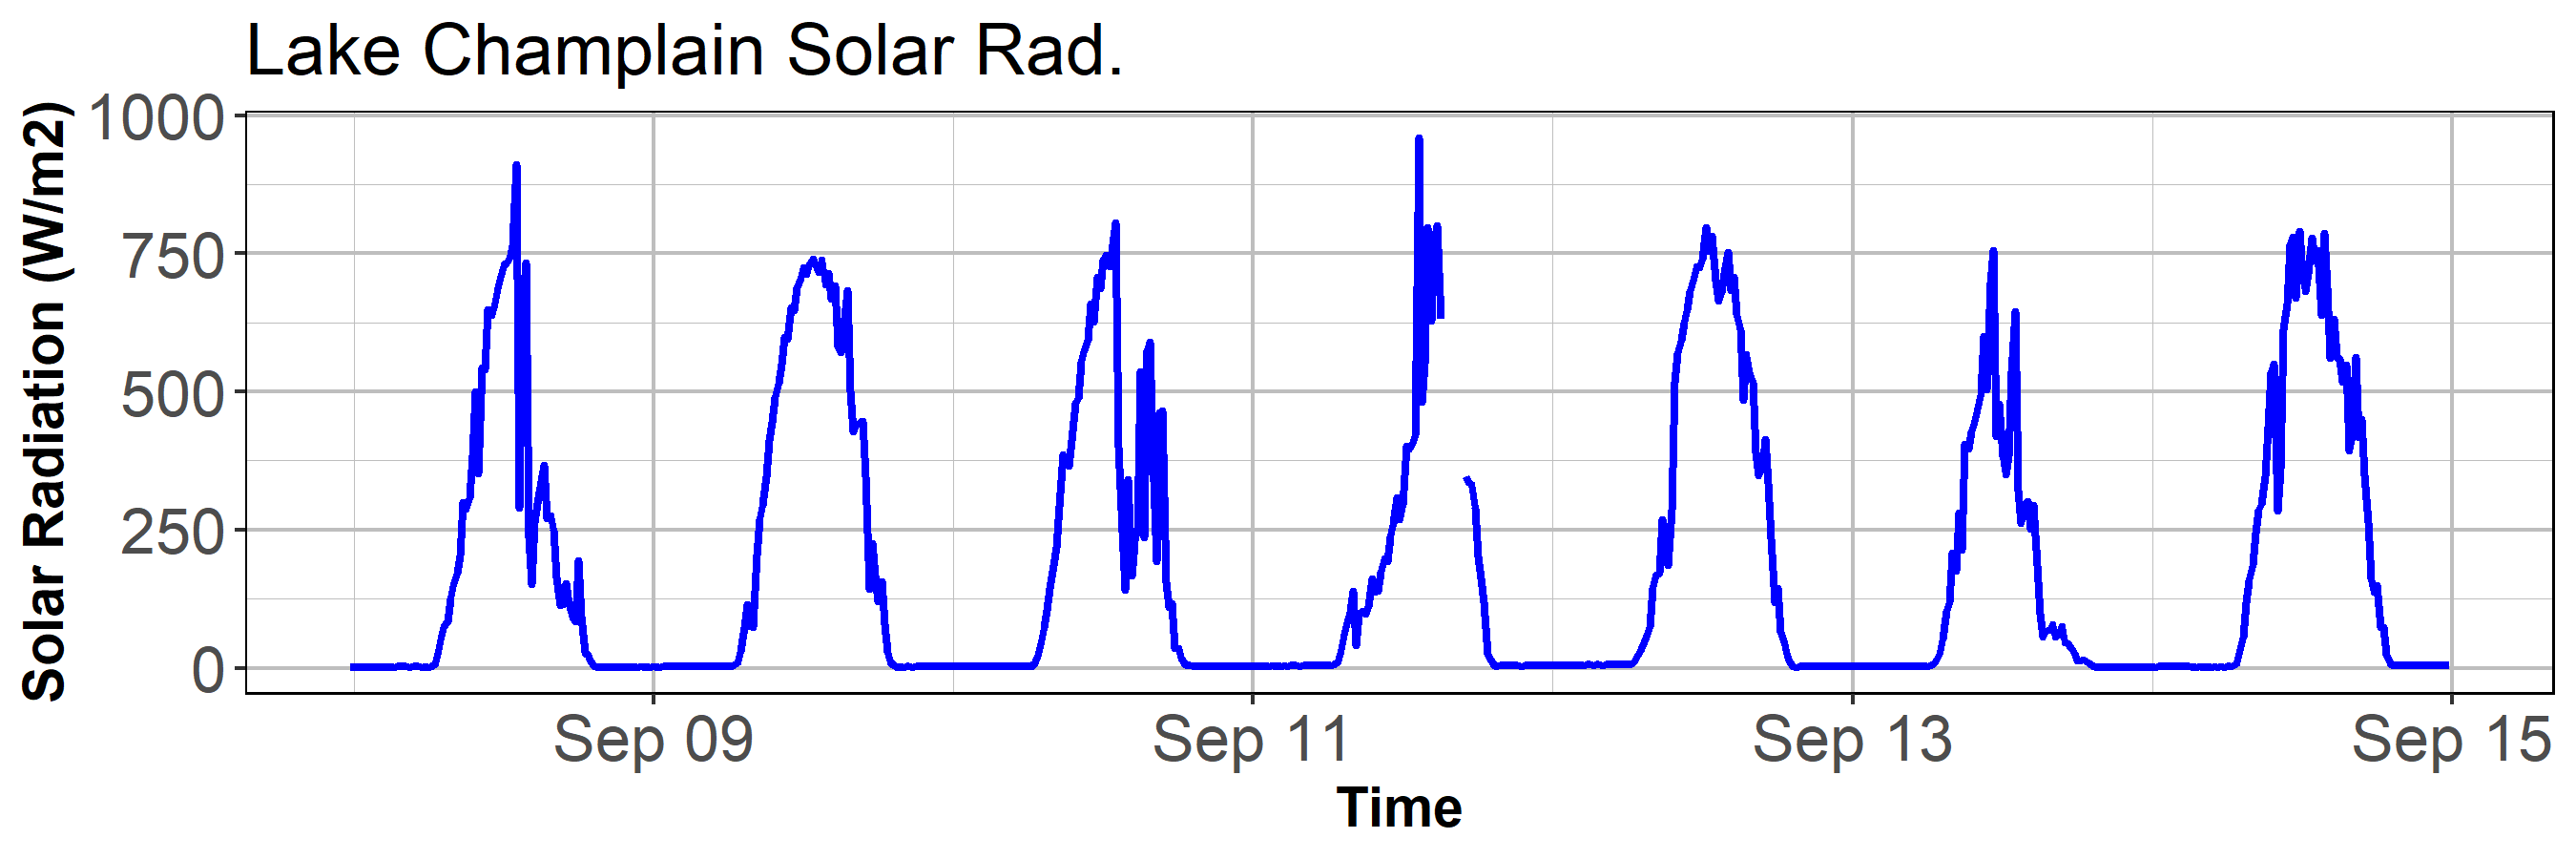 Lake Champlain Solar Rad.
Solar Radiation (W/m2)
1000
750
500
250
0
Sep 09 Sep 11 Sep 13 Sep 15
Time